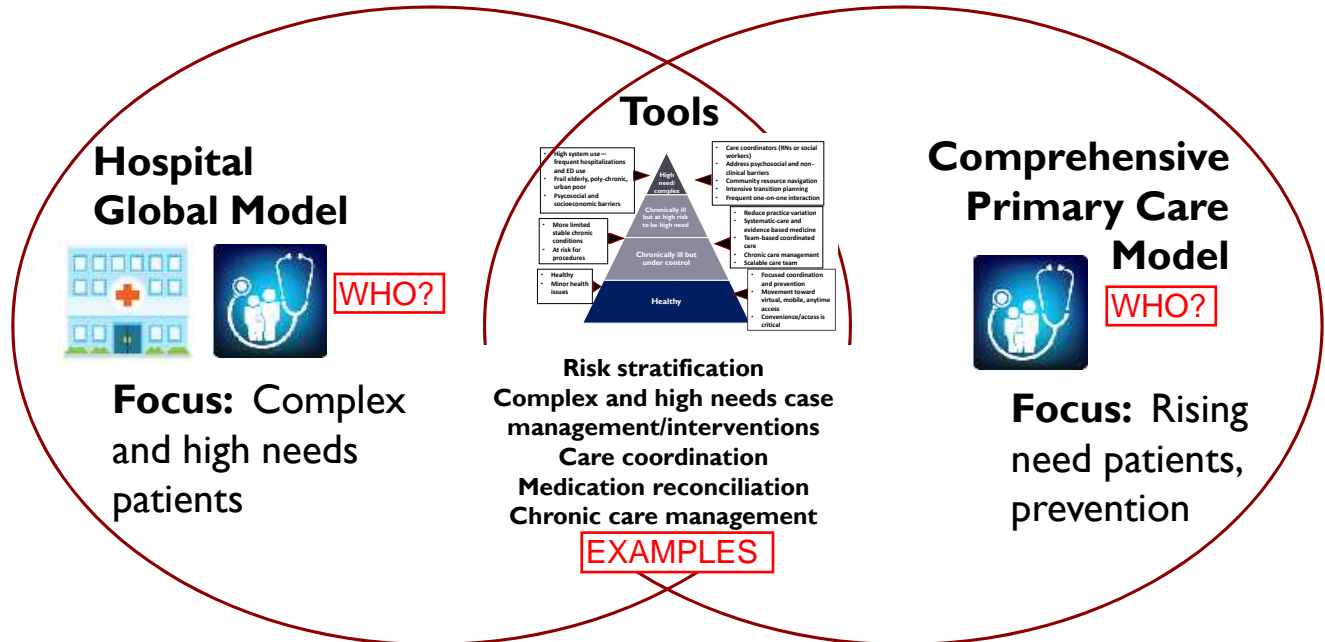 Hospital
Global Model
WHO?
Focus: Complex
and high needs
patients
Tools
• High system use—
frequent hospitalizations
and ED use
• Frail elderly, poly-chronic,
urban poor
• Psycosocial and
socioeconomic barriers
• More limited
stable chronic
conditions
• At risk for
procedures
• Healthy
• Minor health
issues
High
need/
complex
Chronically ill
but at high risk
to be high need
Chronically ill but
under control
Healthy
• Care coordinators (RNs or social
workers)
• Address psychosocial and non-
clinical barriers
• Community resource navigation
• Intensive transition planning
• Frequent one-on-one interaction
• Reduce practice variation
• Systematic-care and
evidence based medicine
• Team-based coordinated
care
• Chronic care management
• Scalable care team
• Focused coordination
and prevention
• Movement toward
virtual, mobile, anytime
access
• Convenience/access is
critical
Risk stratification
Complex and high needs case
management/interventions
Care coordination
Medication reconciliation
Chronic care management
EXAMPLES
Comprehensive
Primary Care
Model
WHO?
Focus: Rising
need patients,
prevention